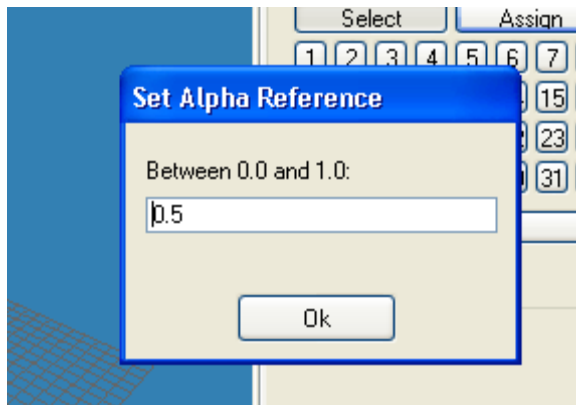 Select Assign
1 2 3 4 5 6 7
Set Alpha Reference
15
Between 0.0 and 1.0:
23
31
0.5
Ok